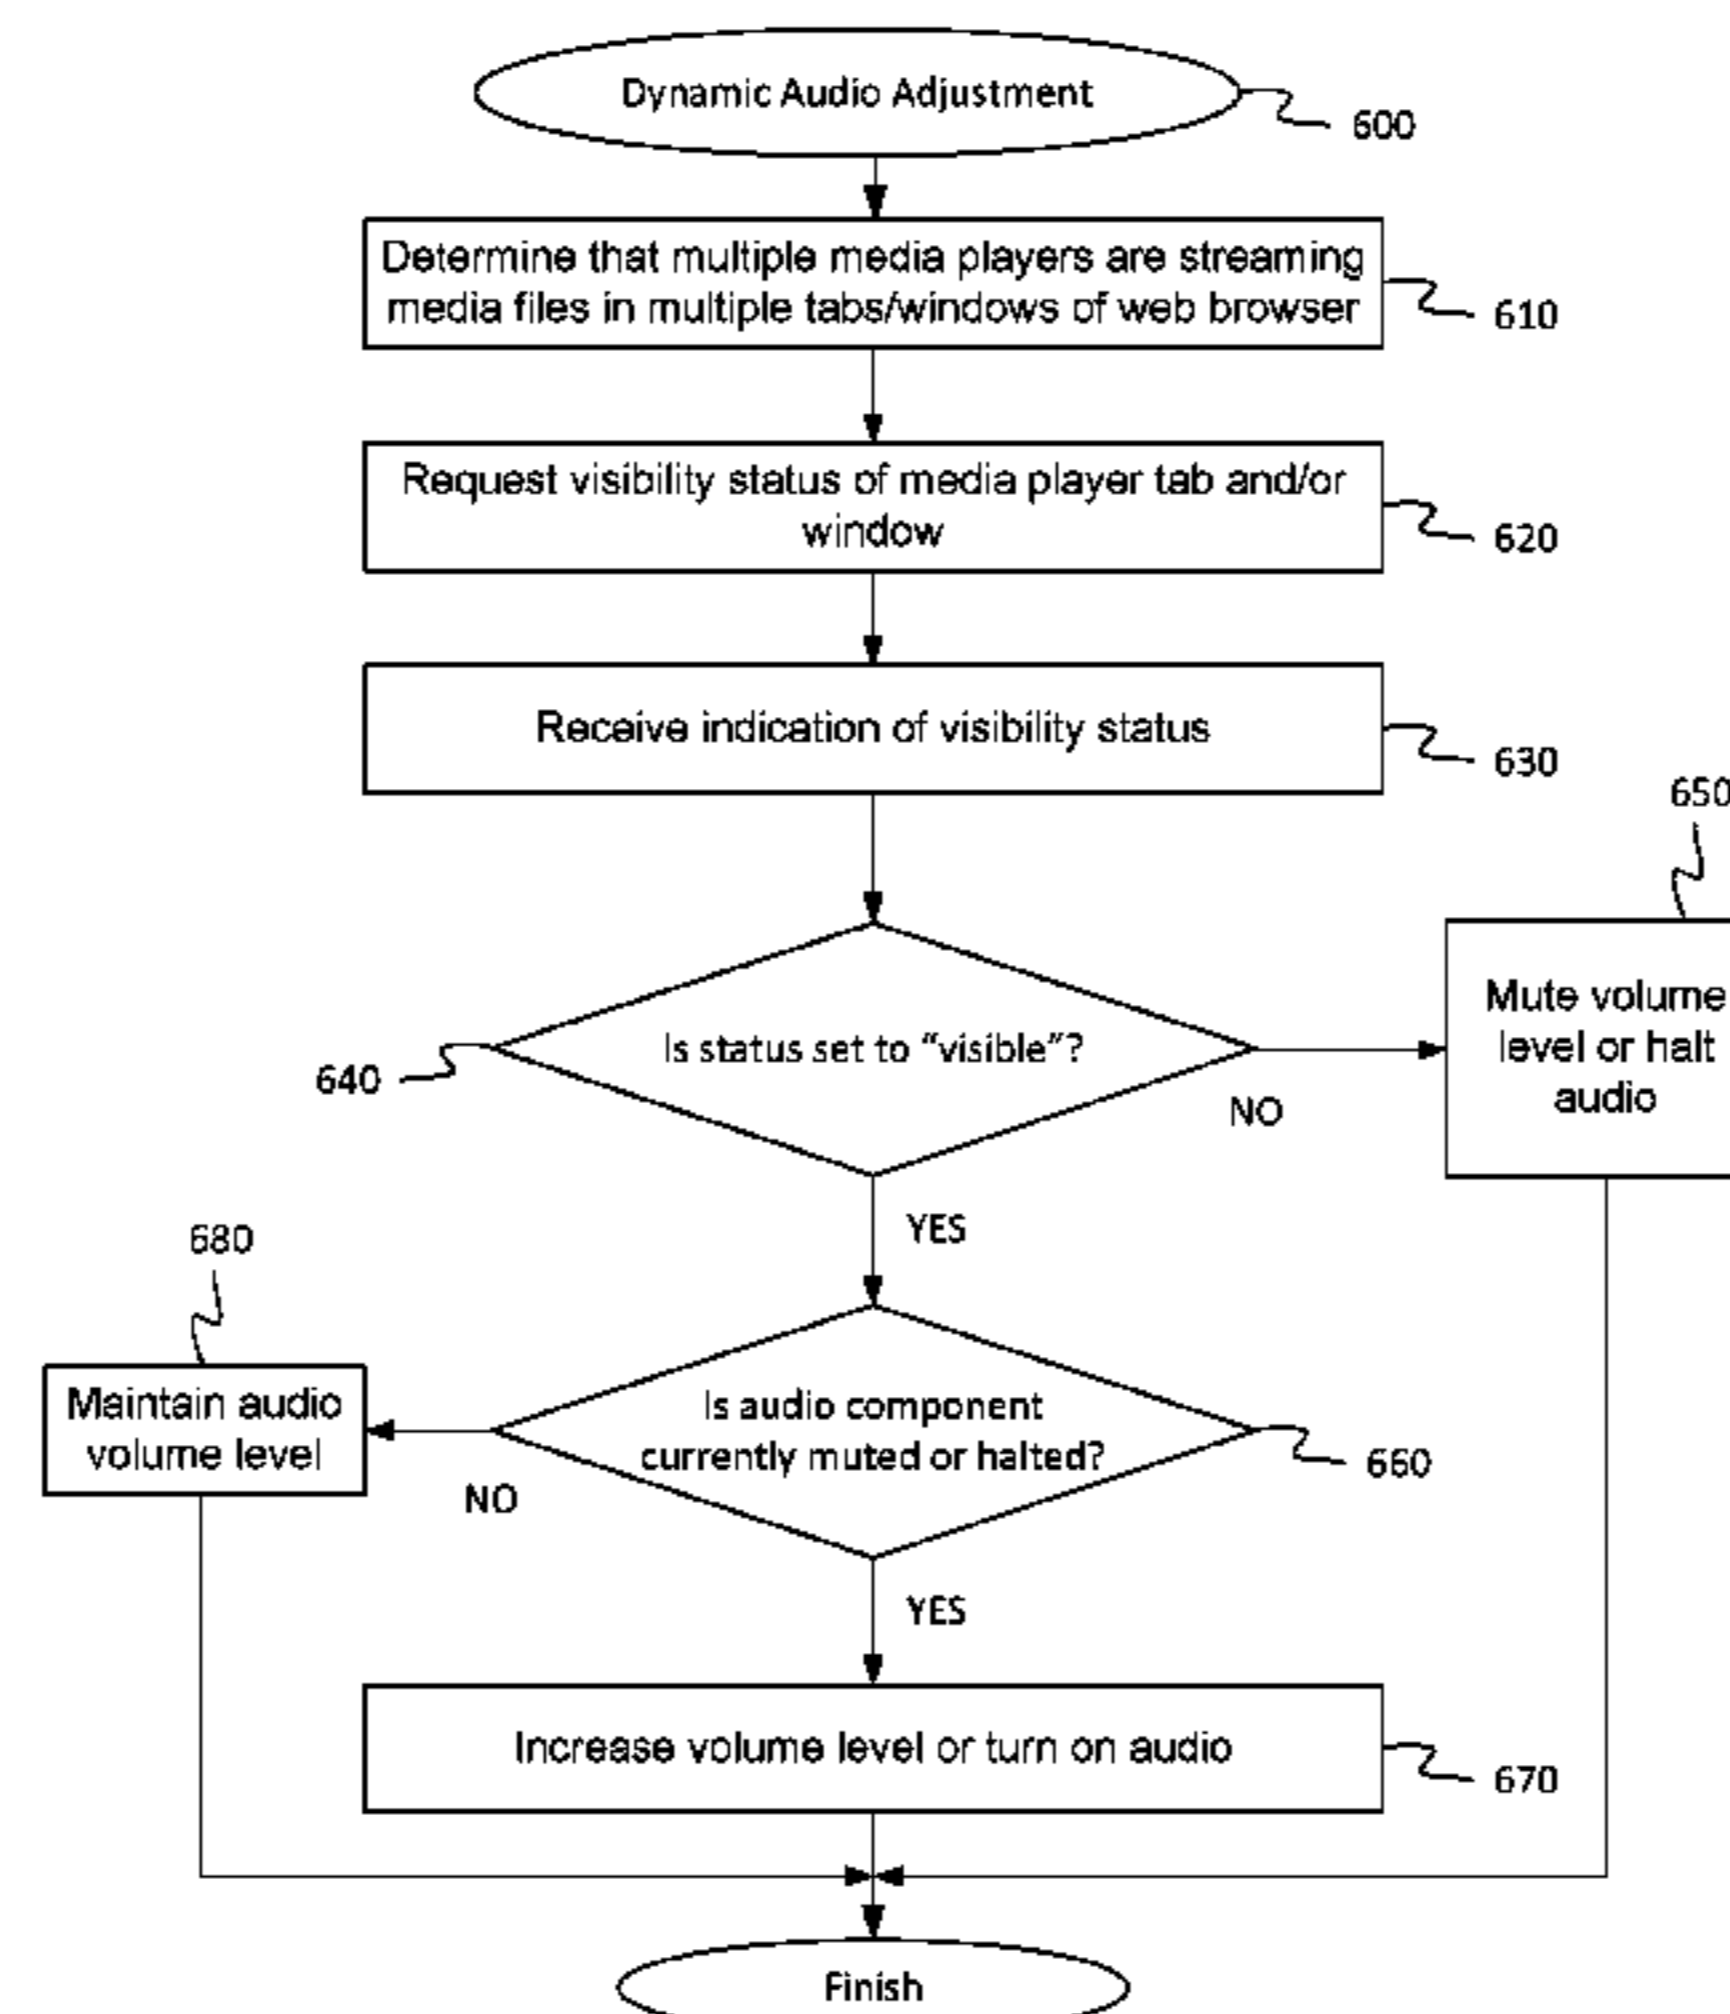 Dynamic Audio Adjustment
600
Determine that multiple media players are streaming
media files in multiple tabs/windows of web browser
610
Request visibility status of media player tab and/or
window
620
Receive indication of visibility status
630
650
Is status set to “visible”?
640
NO
Mute volume
level or halt
audio
YES
680
Maintain audio
volume level
Is audio component
currently muted or halted?
660
NO
YES
Increase volume level or turn on audio
670
Finish